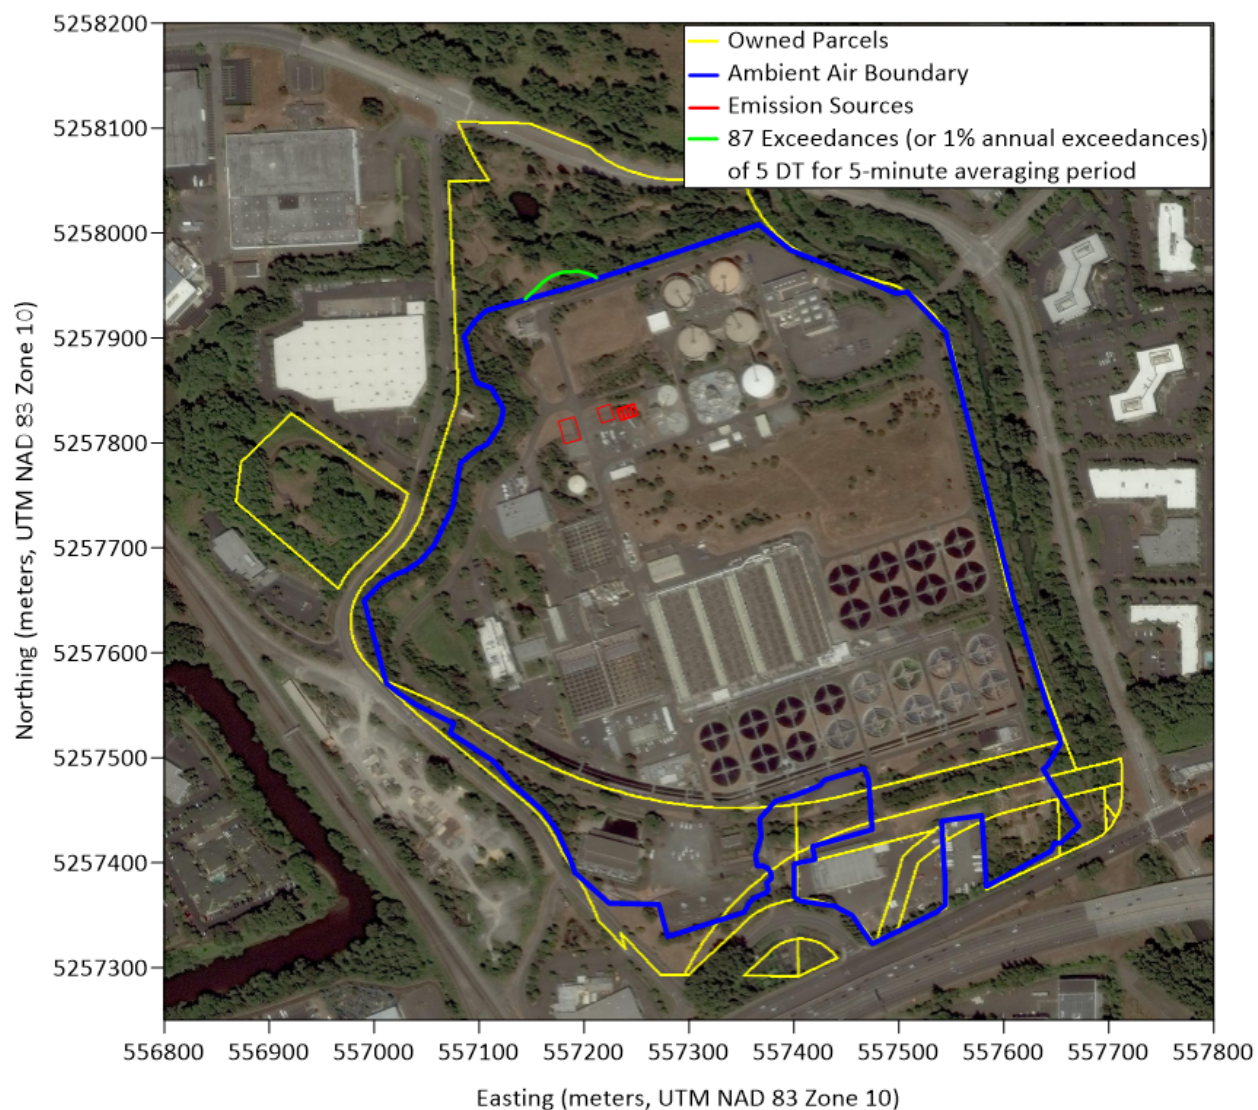 5258200
5258100
5258000
5257900
5257800
5257700
5257600
5257500
5257400
5257300
Northing (meters, UTM NAD 83 Zone 10)
Owned Parcels
Ambient Air Boundary
Emission Sources
87 Exceedances (or 1% annual exceedances)
of 5 DT for 5-minute averaging period
556800 556900 557000 557100 557200 557300 557400 557500 557600 557700 557800
Easting (meters, UTM NAD 83 Zone 10)